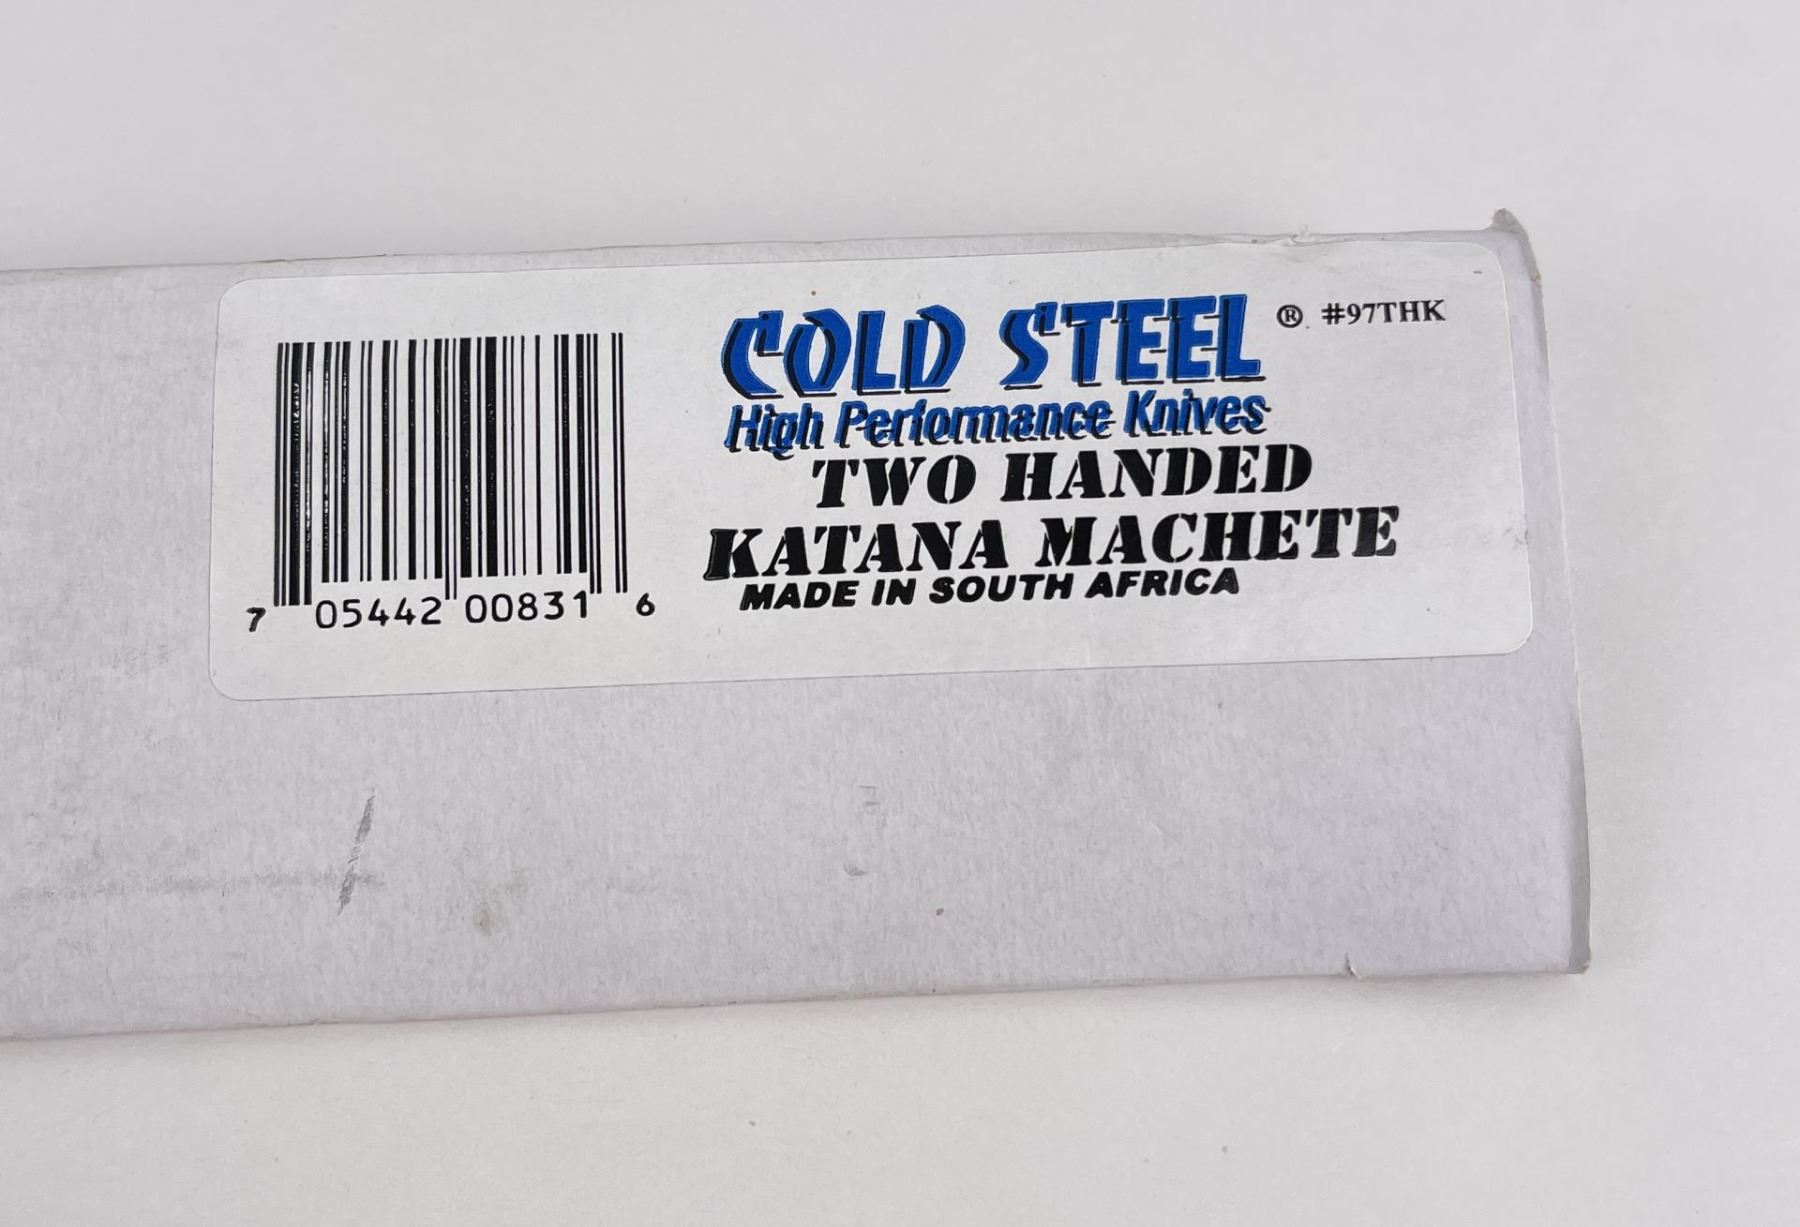 COLD STEEL ® #97THK
High Performance Knives
TWO HANDED
KATANA MACHETE
MADE IN SOUTH AFRICA
7 05442 00831 6